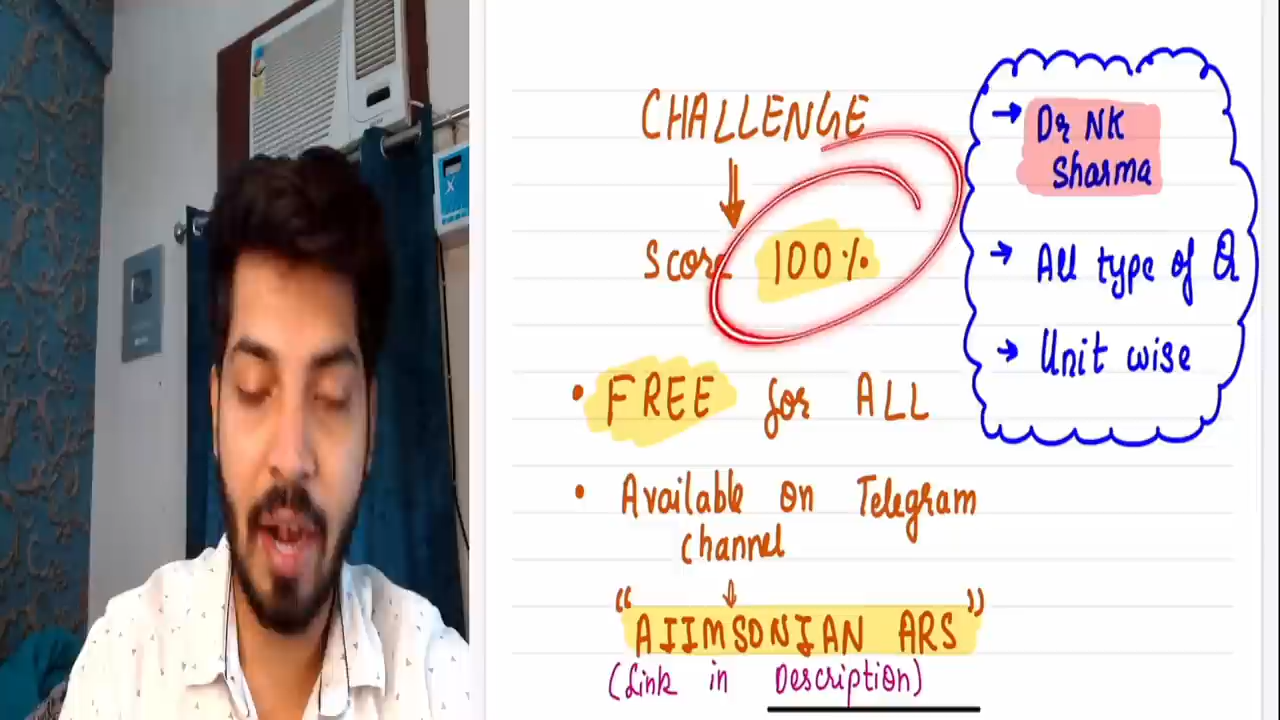 CHALLENGE
Score 100%
• FREE for ALL
• Available on Telegram
channel
"AIIMSONIAN ARS"
(Link in Description)
→ Dr NK
Sharma
→ All type of Q
→ Unit wise